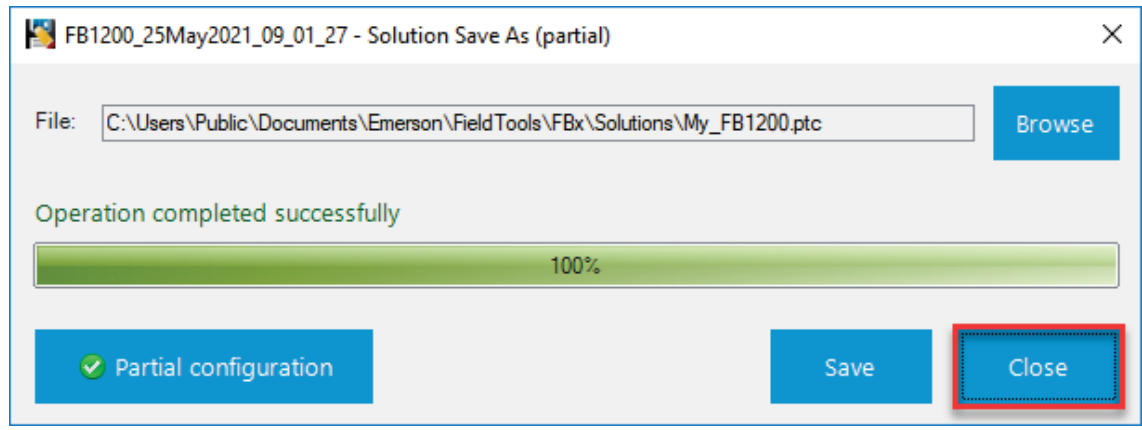 FB1200_25May2021_09_01_27 - Solution Save As (partial)
File: C:\Users\Public\Documents\Emerson\FieldTools\FBx\Solutions\My_FB1200.ptc Browse
Operation completed successfully
100%
Partial configuration Save Close